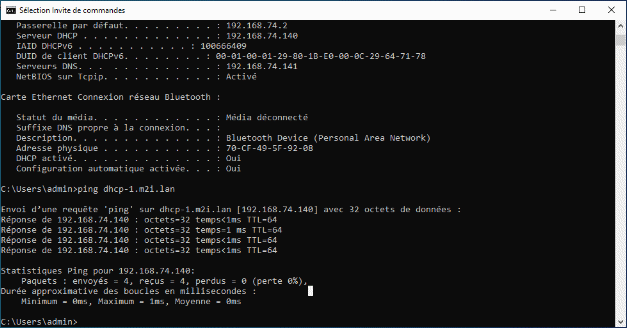 Sélection Invite de commandes
Passerelle par défaut. . . . . . . . . : 192.168.74.2
Serveur DHCP . . . . . . . . . . . . . : 192.168.74.140
IAID DHCPv6 . . . . . . . . . . . : 100666409
DUID de client DHCPv6. . . . . . . . : 00-01-00-01-29-80-1B-E0-00-0C-29-64-71-78
Serveurs DNS. . . . . . . . . . . . . : 192.168.74.141
NetBIOS sur Tcpip. . . . . . . . . . . : Activé
Carte Ethernet Connexion réseau Bluetooth :
Statut du média. . . . . . . . . . . . : Média déconnecté
Suffixe DNS propre à la connexion. . . :
Description. . . . . . . . . . . . . . : Bluetooth Device (Personal Area Network)
Adresse physique . . . . . . . . . . . : 70-CF-49-5F-92-0B
DHCP activé. . . . . . . . . . . . . . : Oui
Configuration automatique activée. . . : Oui
C:\Users\admin>ping dhcp-1.m2i.lan
Envoi d’une requête 'ping' sur dhcp-1.m2i.lan [192.168.74.140] avec 32 octets de données :
Réponse de 192.168.74.140 : octets=32 temps<1ms TTL=64
Réponse de 192.168.74.140 : octets=32 temps<1 ms TTL=64
Réponse de 192.168.74.140 : octets=32 temps<1ms TTL=64
Réponse de 192.168.74.140 : octets=32 temps<1ms TTL=64
Statistiques Ping pour 192.168.74.140:
Paquets : envoyés = 4, reçus = 4, perdus = 0 (perte 0%),
Durée approximative des boucles en millisecondes :
Minimum = 0ms, Maximum = 1ms, Moyenne = 0ms
C:\Users\admin>